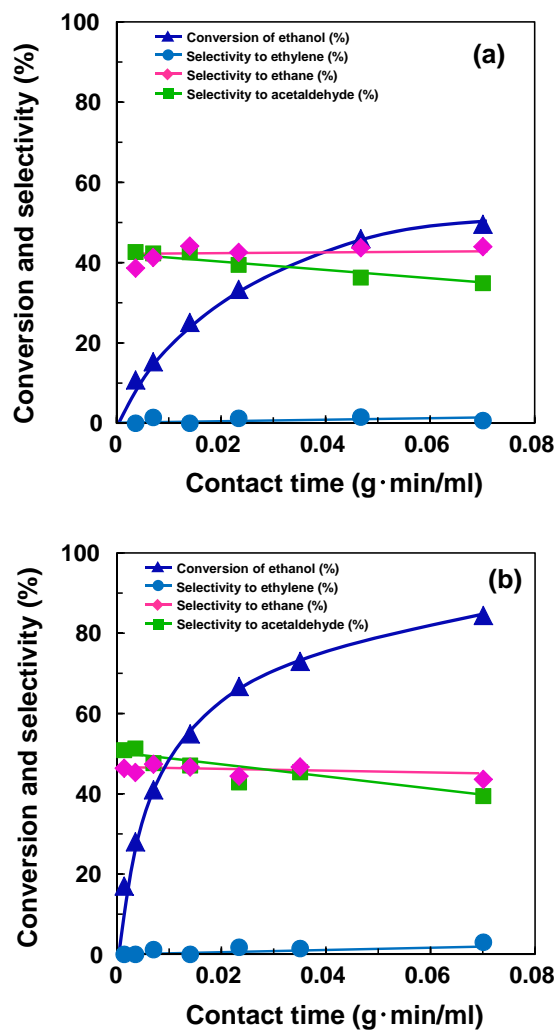 100
80
60
40
20
0
Conversion and selectivity (%)
Conversion of ethanol (%)
Selectivity to ethylene (%)
Selectivity to ethane (%)
Selectivity to acetaldehyde (%)
(a)
0 0.02 0.04 0.06 0.08
Contact time (g·min/ml)
100
80
60
40
20
0
Conversion and selectivity (%)
Conversion of ethanol (%)
Selectivity to ethylene (%)
Selectivity to ethane (%)
Selectivity to acetaldehyde (%)
(b)
0 0.02 0.04 0.06 0.08
Contact time (g·min/ml)